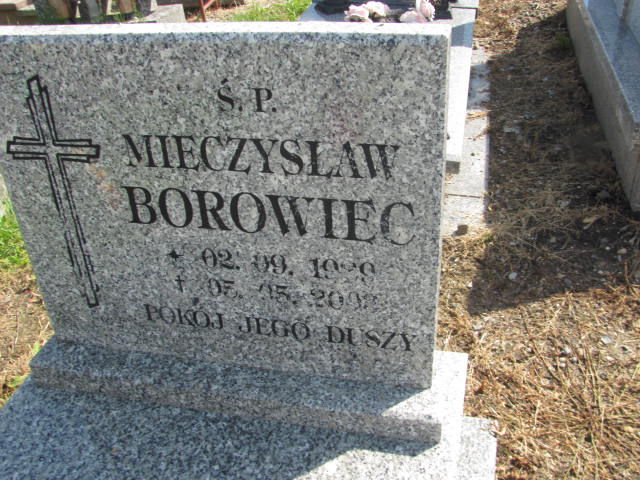 Ś. P.
MIECZYSŁAW
BOROWIEC
02. 09.
05. 05.
POKÓJ JEGO DUSZY